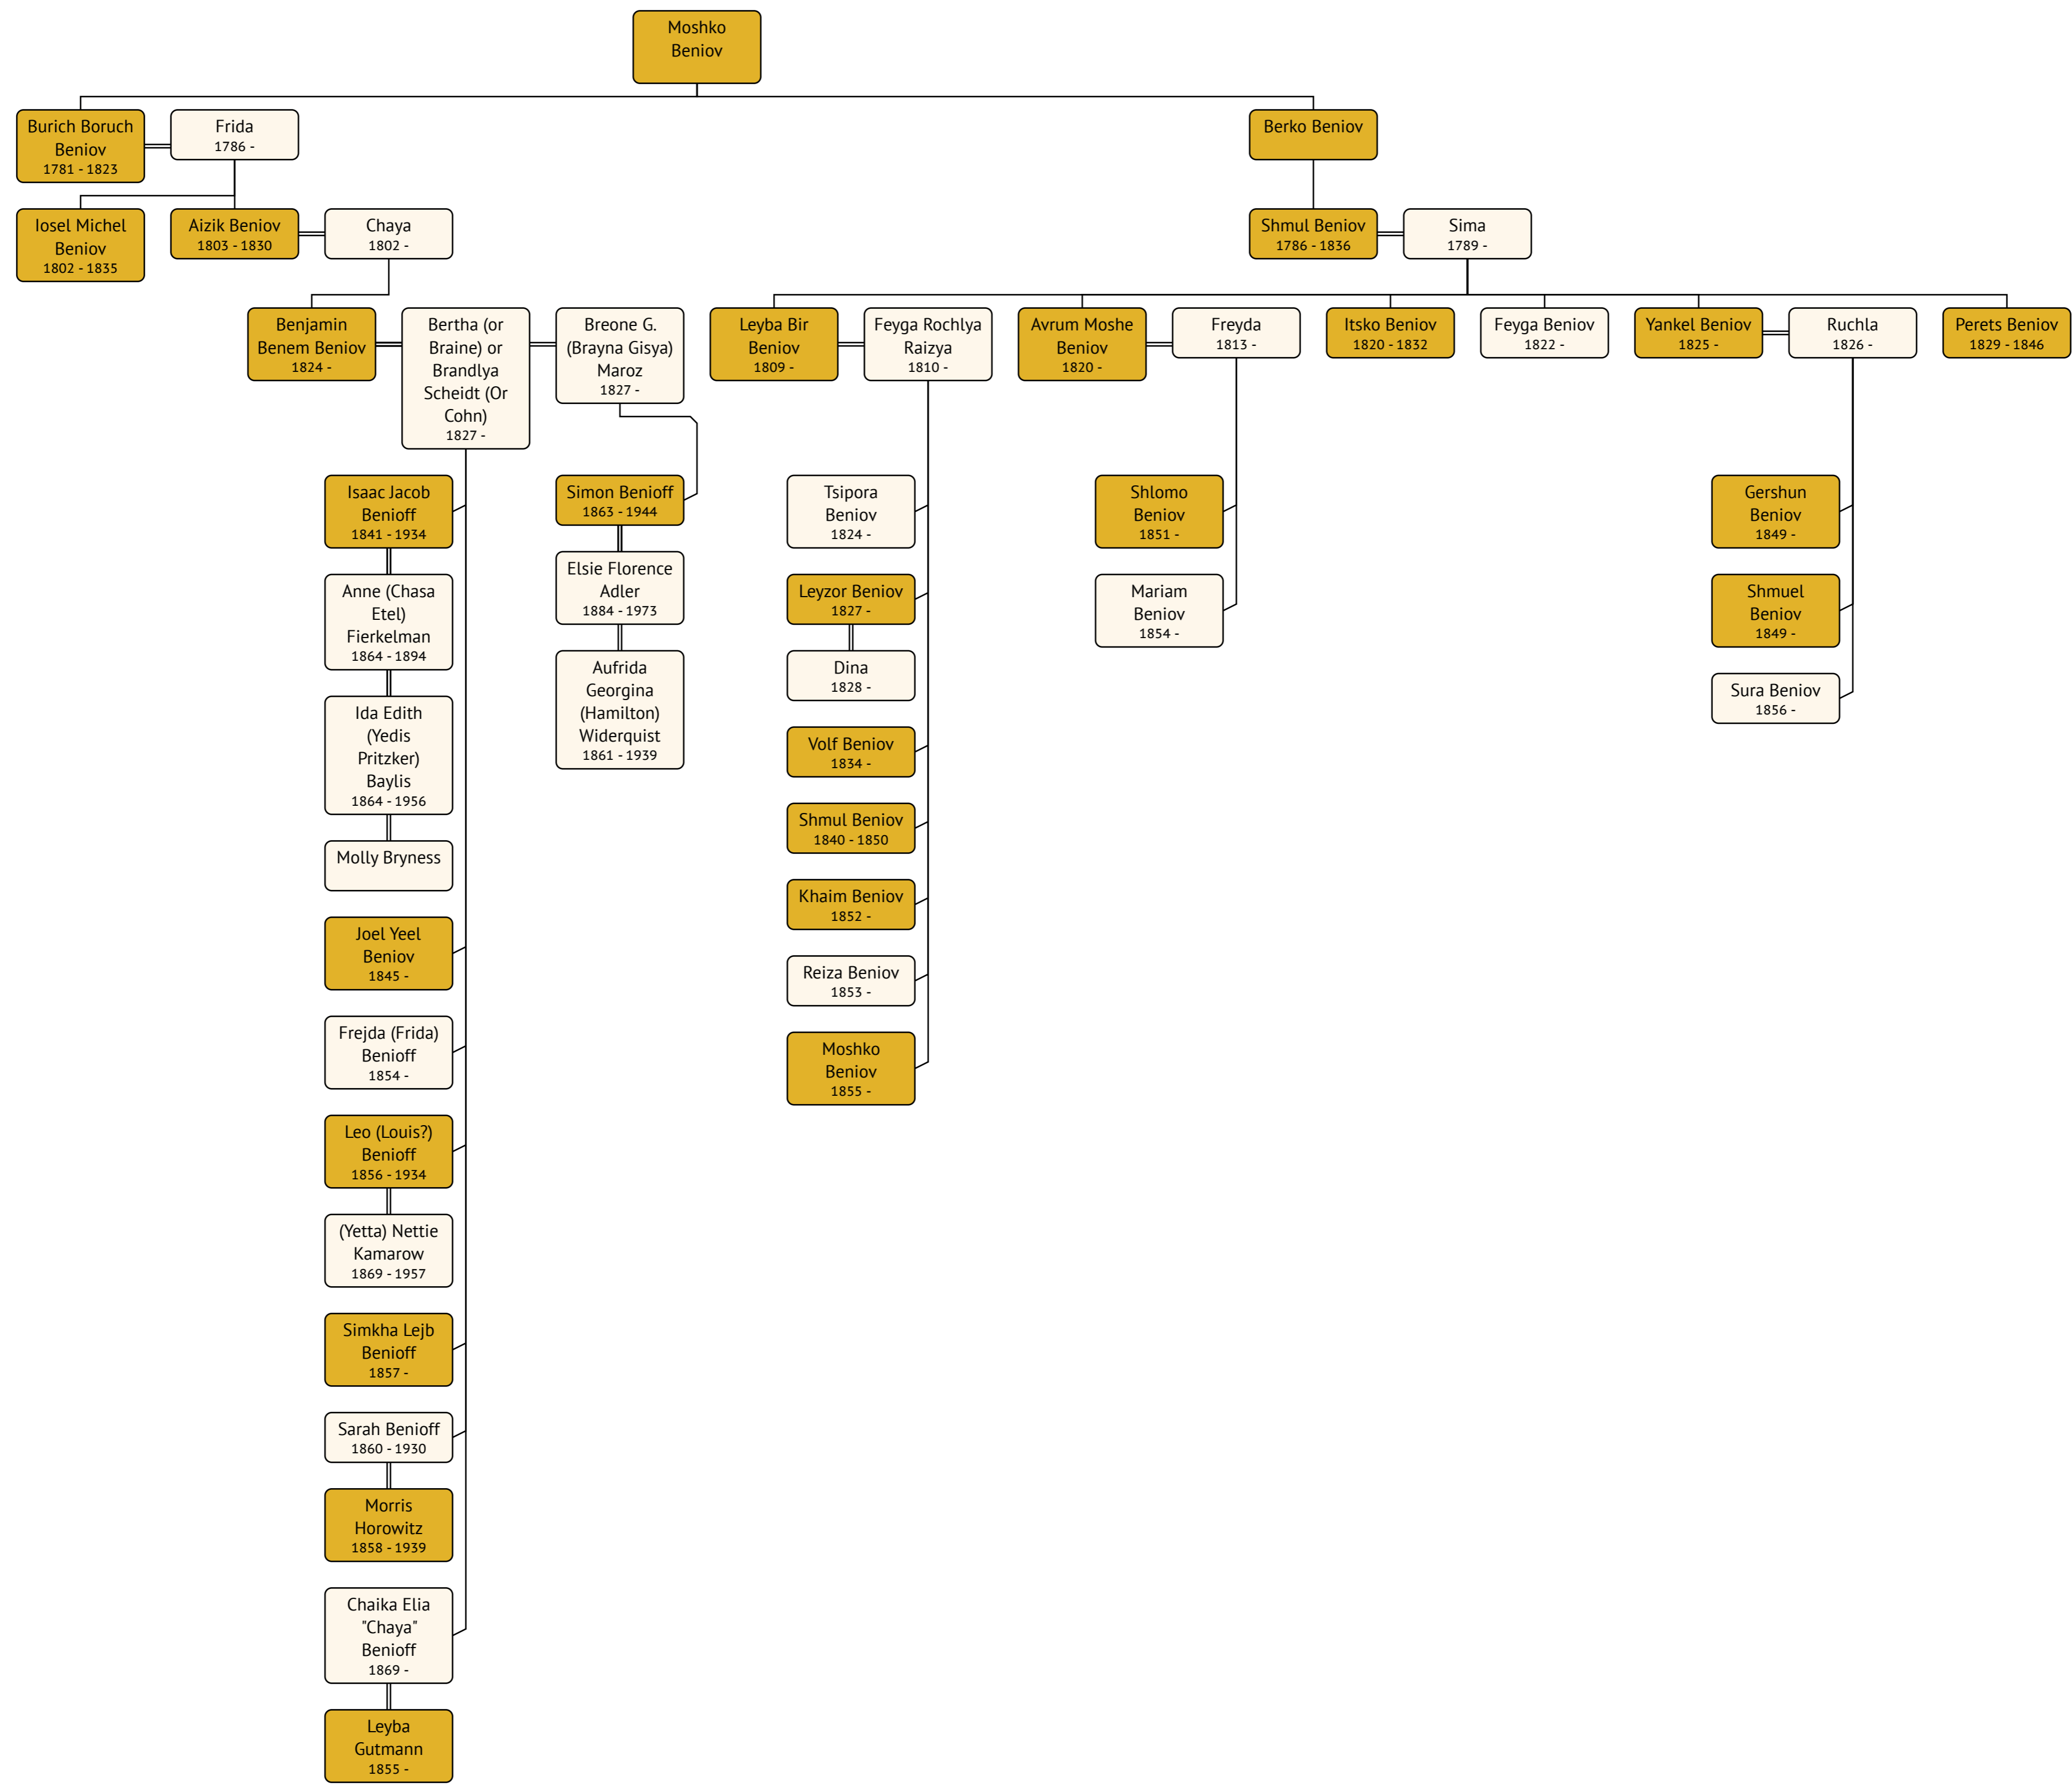 Moshko
Beniov
Burich Boruch
Beniov
1781 - 1823
Frida
1786 -
Berko Beniov
Iosel Michel
Beniov
1802 - 1835
Aizik Beniov
1803 - 1830
Chaya
1802 -
Shmul Beniov
1786 - 1836
Sima
1789 -
Benjamin
Benem Beniov
1824 -
Bertha (or
Braine) or
Brandlya
Scheidt (Or
Cohn)
1827 -
Breone G.
(Brayna Gisya)
Maroz
1827 -
Leyba Bir
Beniov
1809 -
Feyga Rochlya
Raizya
1810 -
Avrum Moshe
Beniov
1820 -
Freyda
1813 -
Itsko Beniov
1820 - 1832
Feyga Beniov
1822 -
Yankel Beniov
1825 -
Ruchla
1826 -
Perets Beniov
1829 - 1846
Isaac Jacob
Benioff
1841 - 1934
Anne (Chasa
Etel)
Fierkelman
1864 - 1894
Ida Edith
(Yedis
Pritzker)
Baylis
1864 - 1956
Molly Bryness
Joel Yeel
Beniov
1845 -
Frejda (Frida)
Benioff
1854 -
Leo (Louis?)
Benioff
1856 - 1934
(Yetta) Nettie
Kamarow
1869 - 1957
Simkha Lejb
Benioff
1857 -
Sarah Benioff
1860 - 1930
Morris
Horowitz
1858 - 1939
Chaika Elia
"Chaya"
Benioff
1869 -
Leyba
Gutmann
1855 -
Simon Benioff
1863 - 1944
Elsie Florence
Adler
1884 - 1973
Aufrida
Georgina
(Hamilton)
Widerquist
1861 - 1939
Tsipora
Beniov
1824 -
Leyzor Beniov
1827 -
Dina
1828 -
Volf Beniov
1834 -
Shmul Beniov
1840 - 1850
Khaim Beniov
1852 -
Reiza Beniov
1853 -
Moshko
Beniov
1855 -
Shlomo
Beniov
1851 -
Mariam
Beniov
1854 -
Gershun
Beniov
1849 -
Shmuel
Beniov
1849 -
Sura Beniov
1856 -